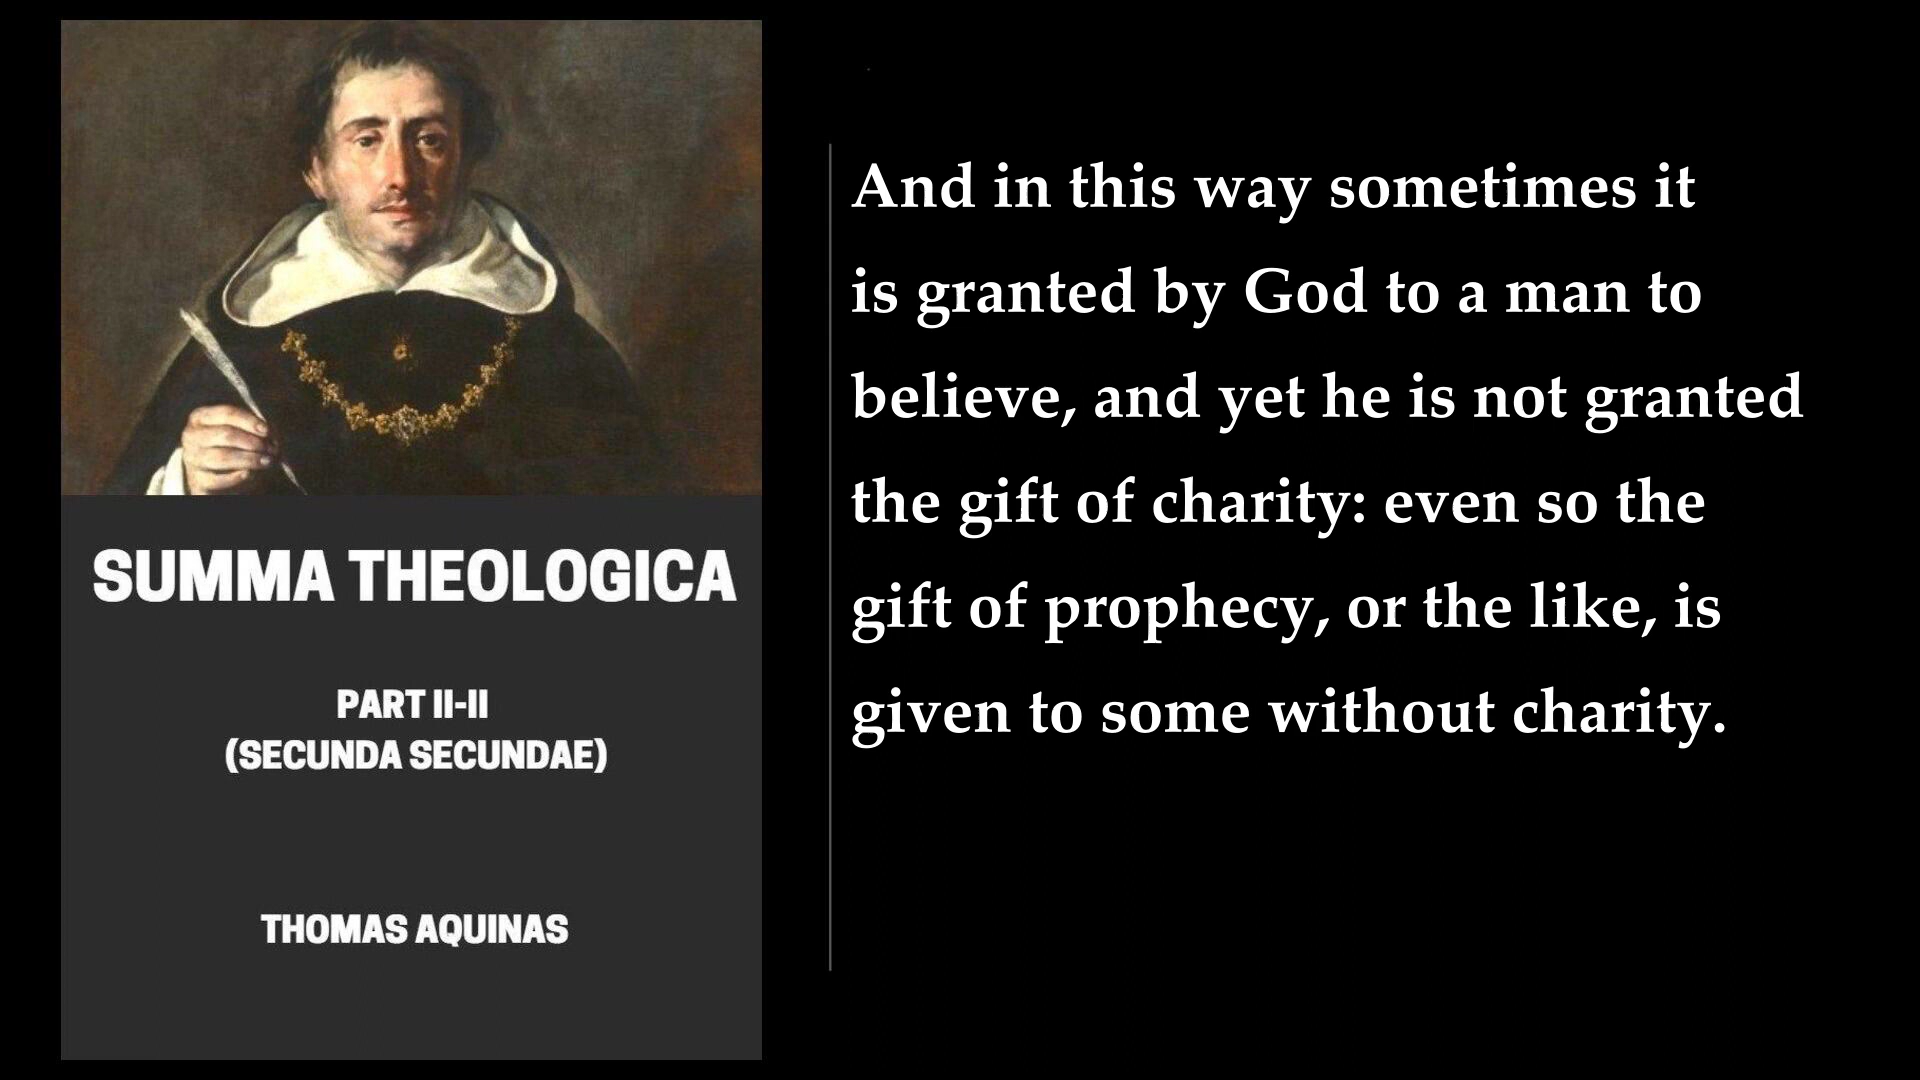 SUMMA THEOLOGICA
PART II-II
(SECUNDA SECUNDAE)
THOMAS AQUINAS
And in this way sometimes it
is granted by God to a man to
believe, and yet he is not granted
the gift of charity: even so the
gift of prophecy, or the like, is
given to some without charity.